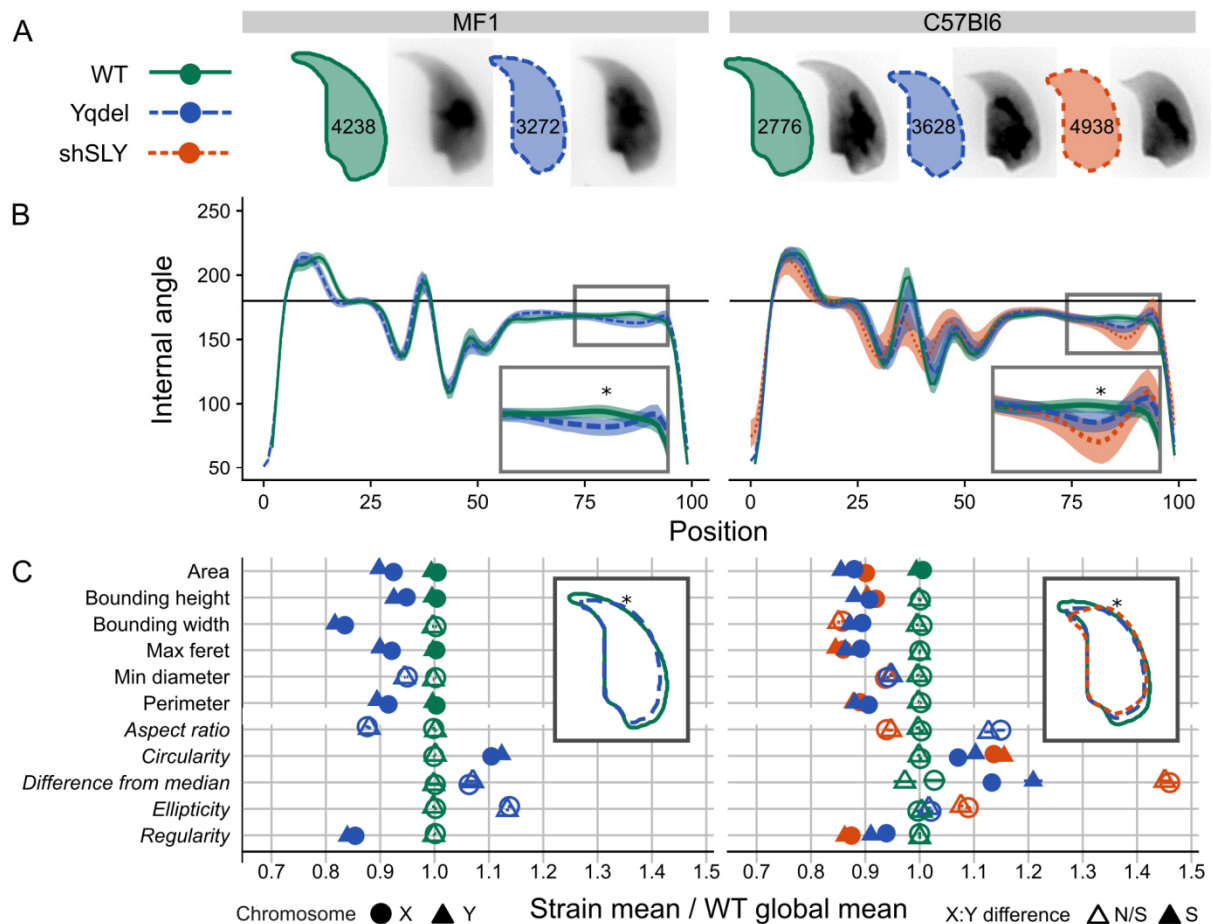 A
MF1
C57Bl6
WT
Yqdel
shSLY
4238
3272
2776
3628
4938
B
Internal angle
250
200
150
100
50
*
*
0 25 50 75 100
0 25 50 75 100
Position
C
Area
Bounding height
Bounding width
Max feret
Min diameter
Perimeter
Aspect ratio
Circularity
Difference from median
Ellipticity
Regularity
*
*
0.7 0.8 0.9 1.0 1.1 1.2 1.3 1.4 1.5
0.7 0.8 0.9 1.0 1.1 1.2 1.3 1.4 1.5
Chromosome X Y
Strain mean / WT global mean
X:Y difference N/S S